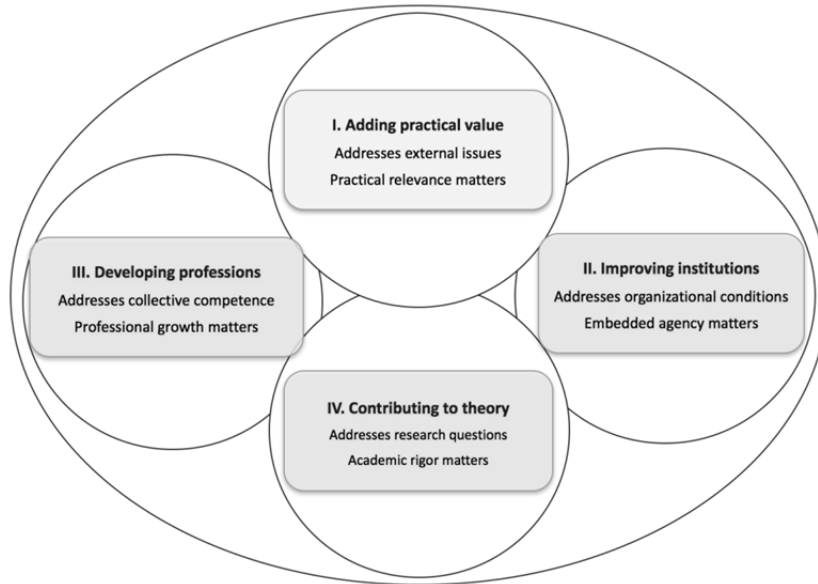 I. Adding practical value
Addresses external issues
Practical relevance matters
III. Developing professions
Addresses collective competence
Professional growth matters
II. Improving institutions
Addresses organizational conditions
Embedded agency matters
IV. Contributing to theory
Addresses research questions
Academic rigor matters